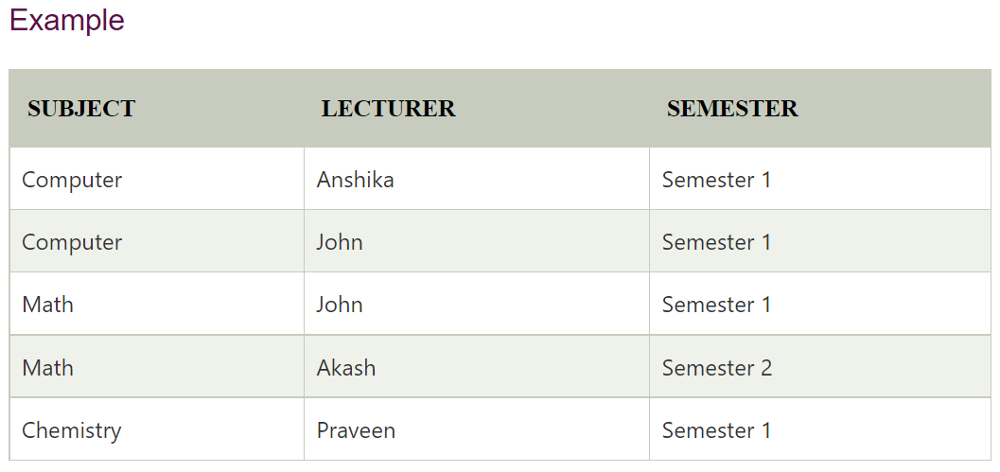 Example
SUBJECT LECTURER SEMESTER
Computer Anshika Semester 1
Computer John Semester 1
Math John Semester 1
Math Akash Semester 2
Chemistry Praveen Semester 1